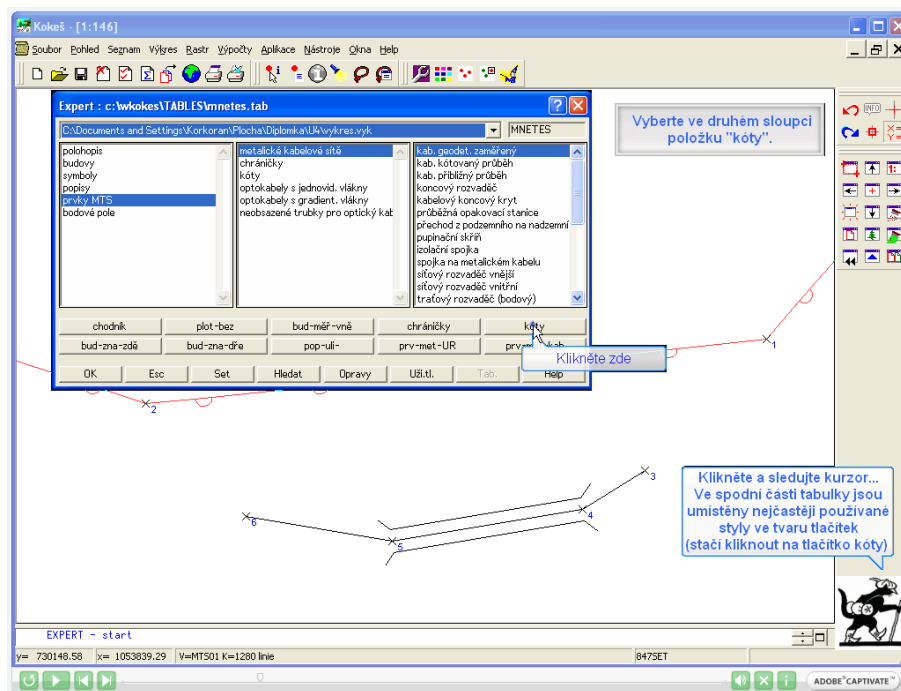 Kokeš - [1:146]
Soubor Pohled Seznam Výkres Rastr Výpočty Aplikace Nástroje Okna Help
Expert : c:\wkokes\TABLES\mnetes.tab
C:\Documents and Settings\Korkoran\Plocha\Diplomka\U4\vykres.vyk
MNETES
polohopis
budovy
symboly
popisy
prvky MTS
bodové pole
metalické kabelové sítě
chráničky
kóty
optokabely s jednovid. vlákny
optokabely s gradient. vlákny
neobsazené trubky pro optický kab
kab. geodet. zaměřený
kab. kótovaný průběh
kab. přibližný průběh
koncový rozvaděč
kabelový koncový kryt
průběžná opakovací stanice
přechod z podzemního na nadzemní
pupinační skříň
izolační spojka
spojka na metalickém kabelu
síťový rozvaděč vnější
síťový rozvaděč vnitřní
traťový rozvaděč (bodový)
chodník plot-bez bud-měř-vně chráničky kóty
bud-zna-zdě bud-zna-dře pop-uli- prv-met-UR
OK Esc Set Hledat Opravy Uži.tl. Tab. Help
Klikněte zde
Vyberte ve druhém sloupci
položku "kóty".
INFO
X=
Y=
1:
1
2
3
4
5
6
Klikněte a sledujte kurzor...
Ve spodní části tabulky jsou
umístěny nejčastěji používané
styly ve tvaru tlačítek
(stačí kliknout na tlačítko kóty)
EXPERT - start
y= 730148.58 x= 1053839.29 V=MTS01 K=1280 linie 847SET
ADOBE® CAPTIVATE™